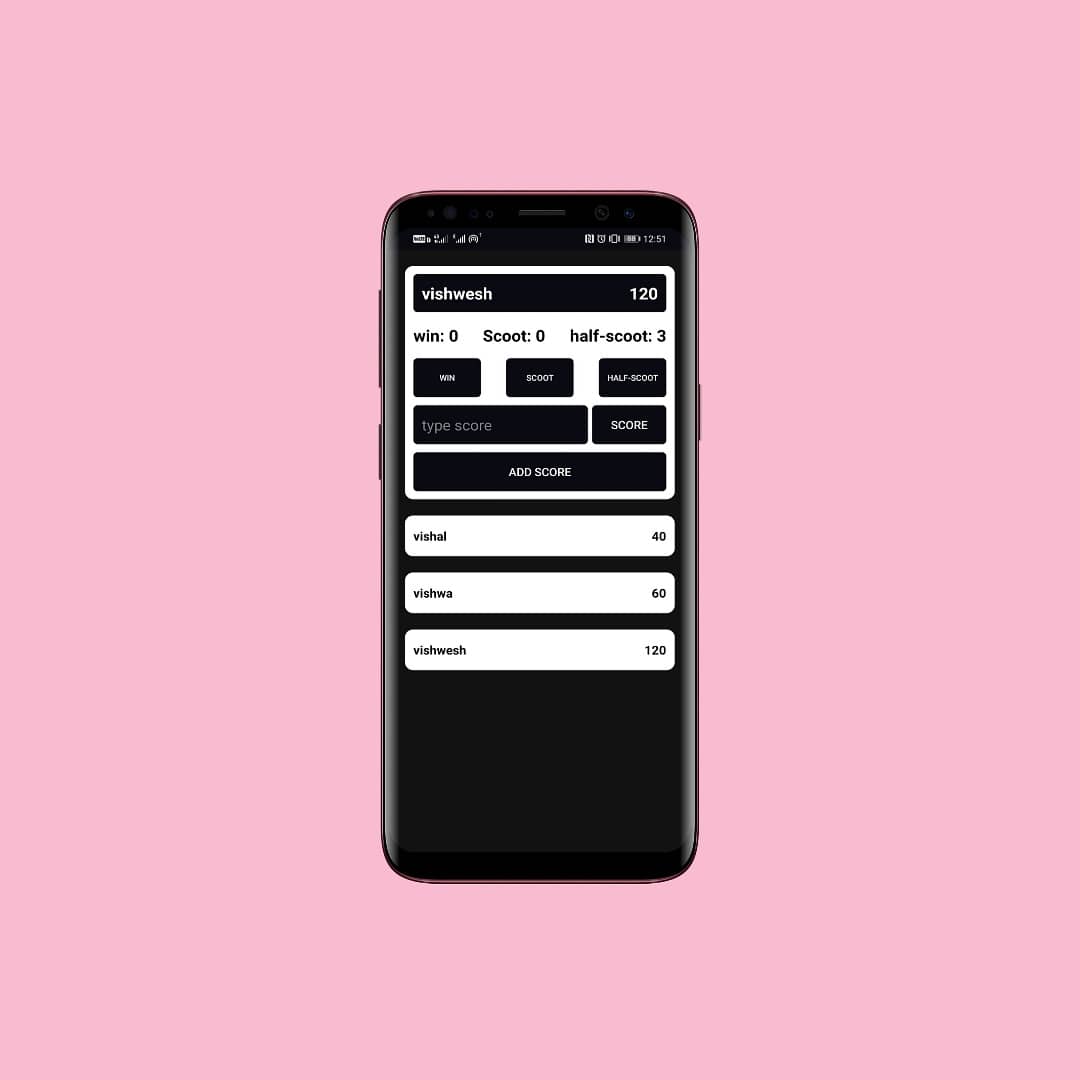 12:51
vishwesh 120
win: 0 Scoot: 0 half-scoot: 3
WIN SCOOT HALF-SCOOT
type score SCORE
ADD SCORE
vishal 40
vishwa 60
vishwesh 120